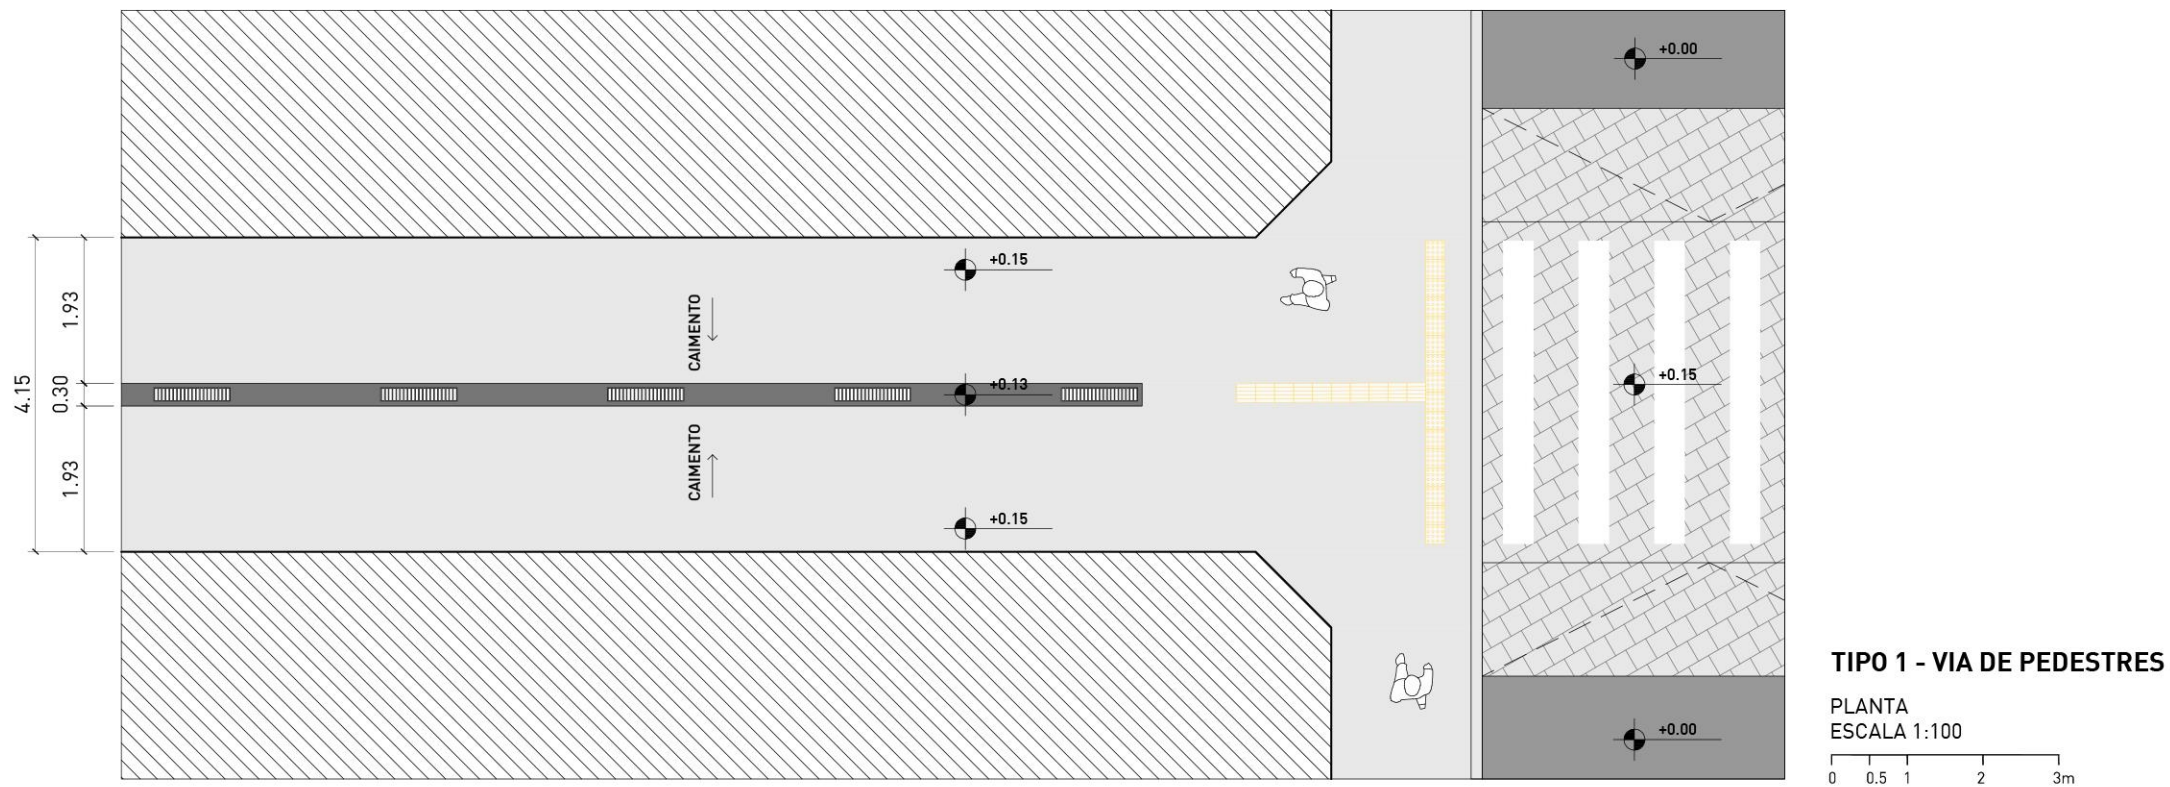 +0.00
+0.15
CAIMENTO
1.93
4.15
0.30
+0.13
+0.15
CAIMENTO
1.93
+0.15
TIPO 1 - VIA DE PEDESTRES
PLANTA
ESCALA 1:100
+0.00
0 0.5 1 2 3m